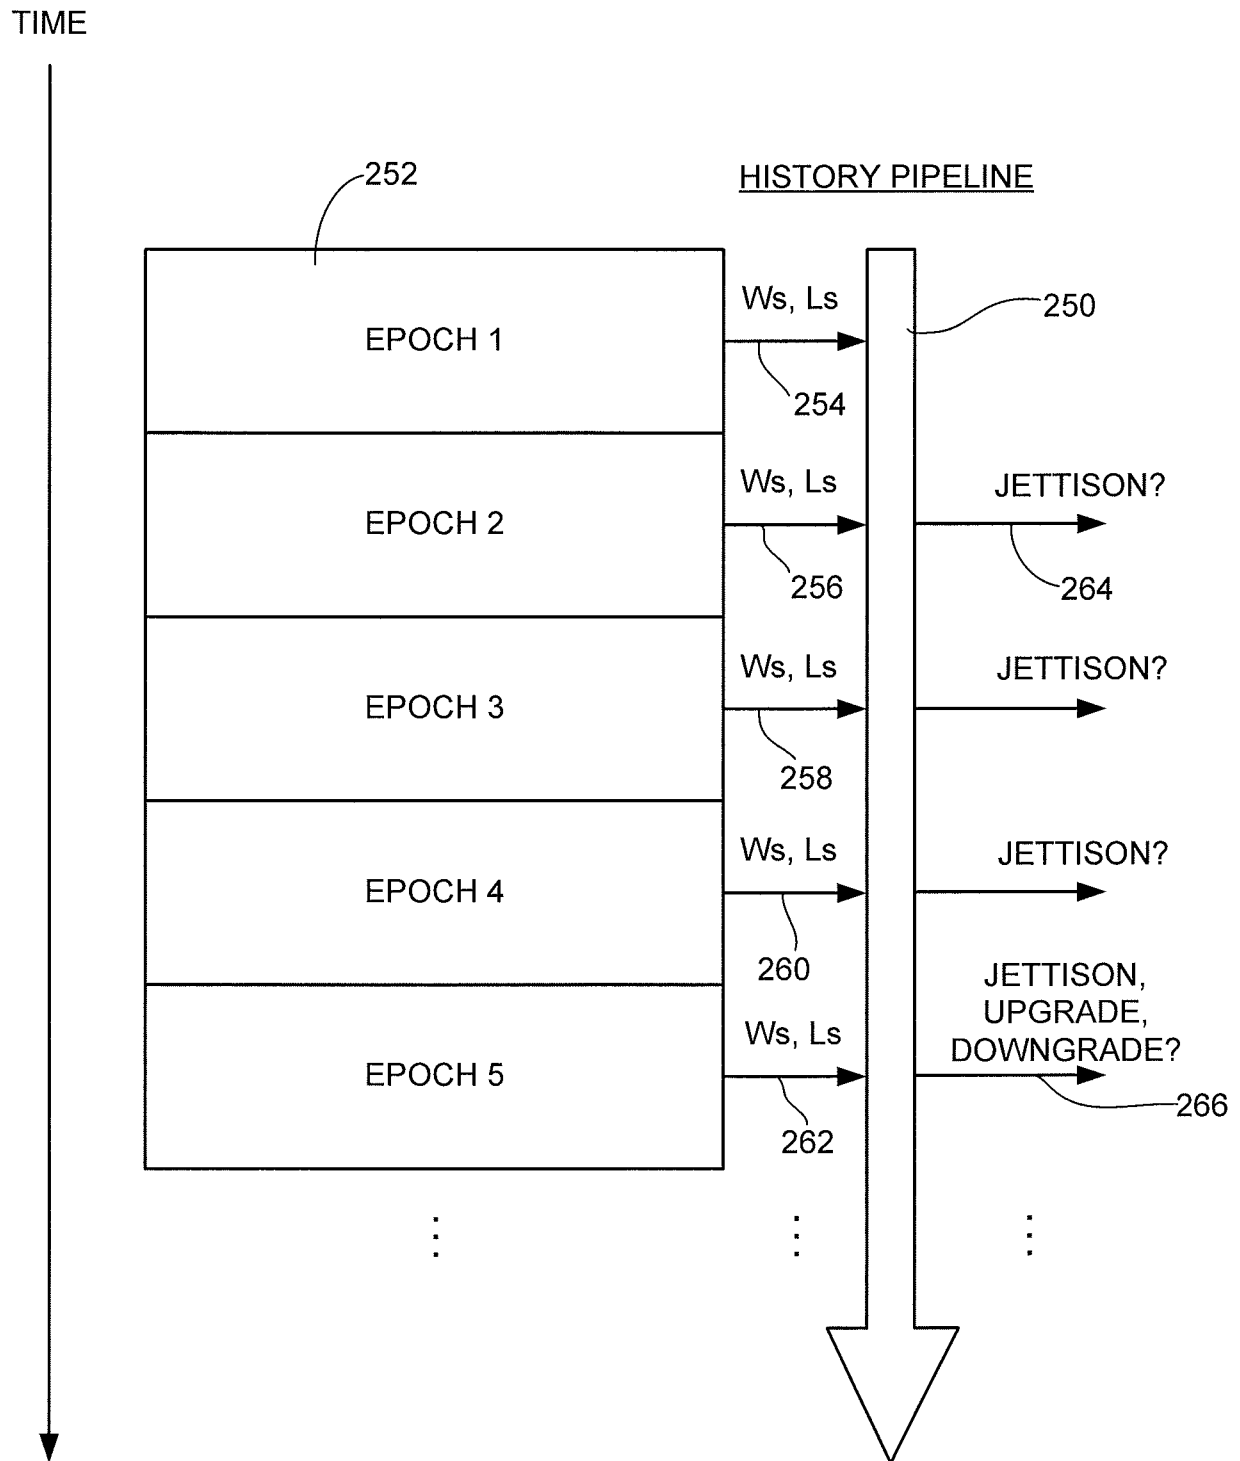 TIME
252
HISTORY PIPELINE
Ws, Ls
250
EPOCH 1
254
Ws, Ls
JETTISON?
EPOCH 2
256
264
Ws, Ls
JETTISON?
EPOCH 3
258
Ws, Ls
JETTISON?
EPOCH 4
260
JETTISON,
UPGRADE,
DOWNGRADE?
Ws, Ls
EPOCH 5
262
266